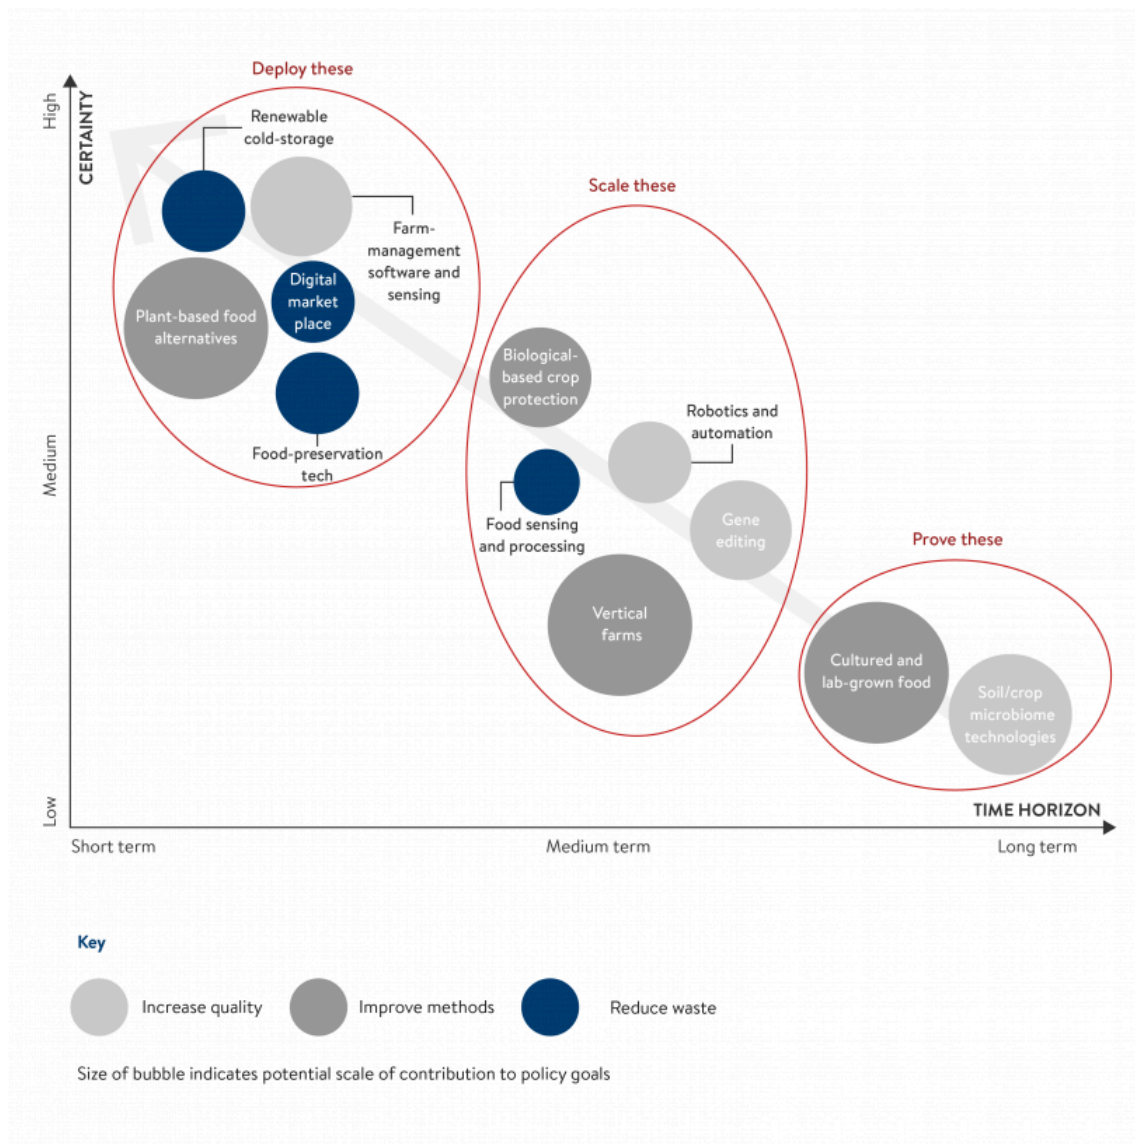 Deploy these
High
CERTAINTY
Renewable
cold-storage
Farm-
management
software and
sensing
Digital
market
place
Plant-based food
alternatives
Food-preservation
tech
Scale these
Medium
Biological-
based crop
protection
Robotics and
automation
Food sensing
and processing
Gene
editing
Vertical
farms
Prove these
Cultured and
lab-grown food
Soil/crop
microbiome
technologies
Low
TIME HORIZON
Short term
Medium term
Long term
Key
Increase quality
Improve methods
Reduce waste
Size of bubble indicates potential scale of contribution to policy goals